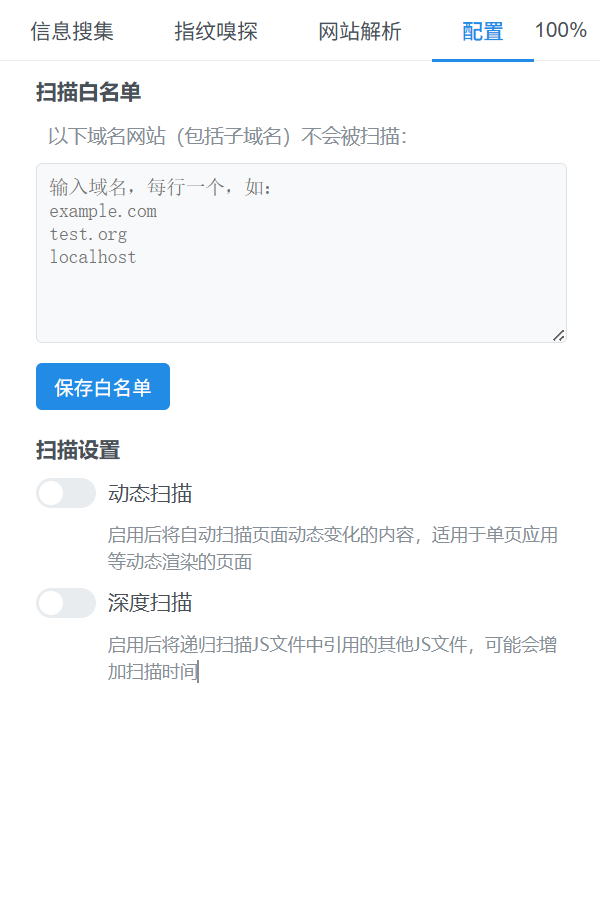 信息搜集 指纹嗅探 网站解析 配置 100%
扫描白名单
以下域名网站（包括子域名）不会被扫描：
输入域名，每行一个，如：
example.com
test.org
localhost
保存白名单
扫描设置
动态扫描
启用后将自动扫描页面动态变化的内容，适用于单页应用
等动态渲染的页面
深度扫描
启用后将递归扫描JS文件中引用的其他JS文件，可能会增
加扫描时间